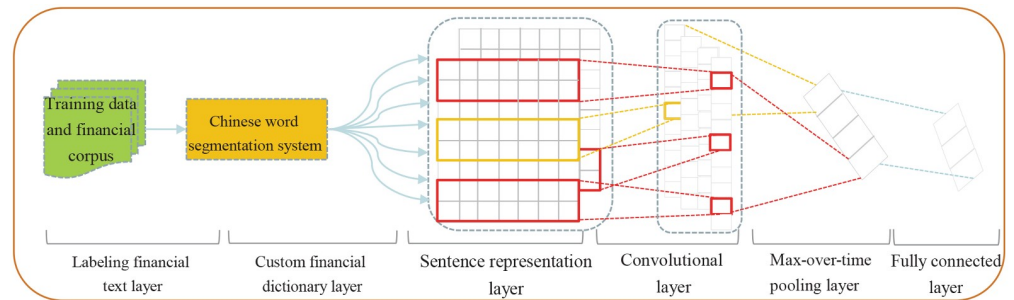 Training data
and financial
corpus
Chinese word
segmentation system
Labeling financial
text layer
Custom financial
dictionary layer
Sentence representation
layer
Convolutional
layer
Max-over-time
pooling layer
Fully connected
layer